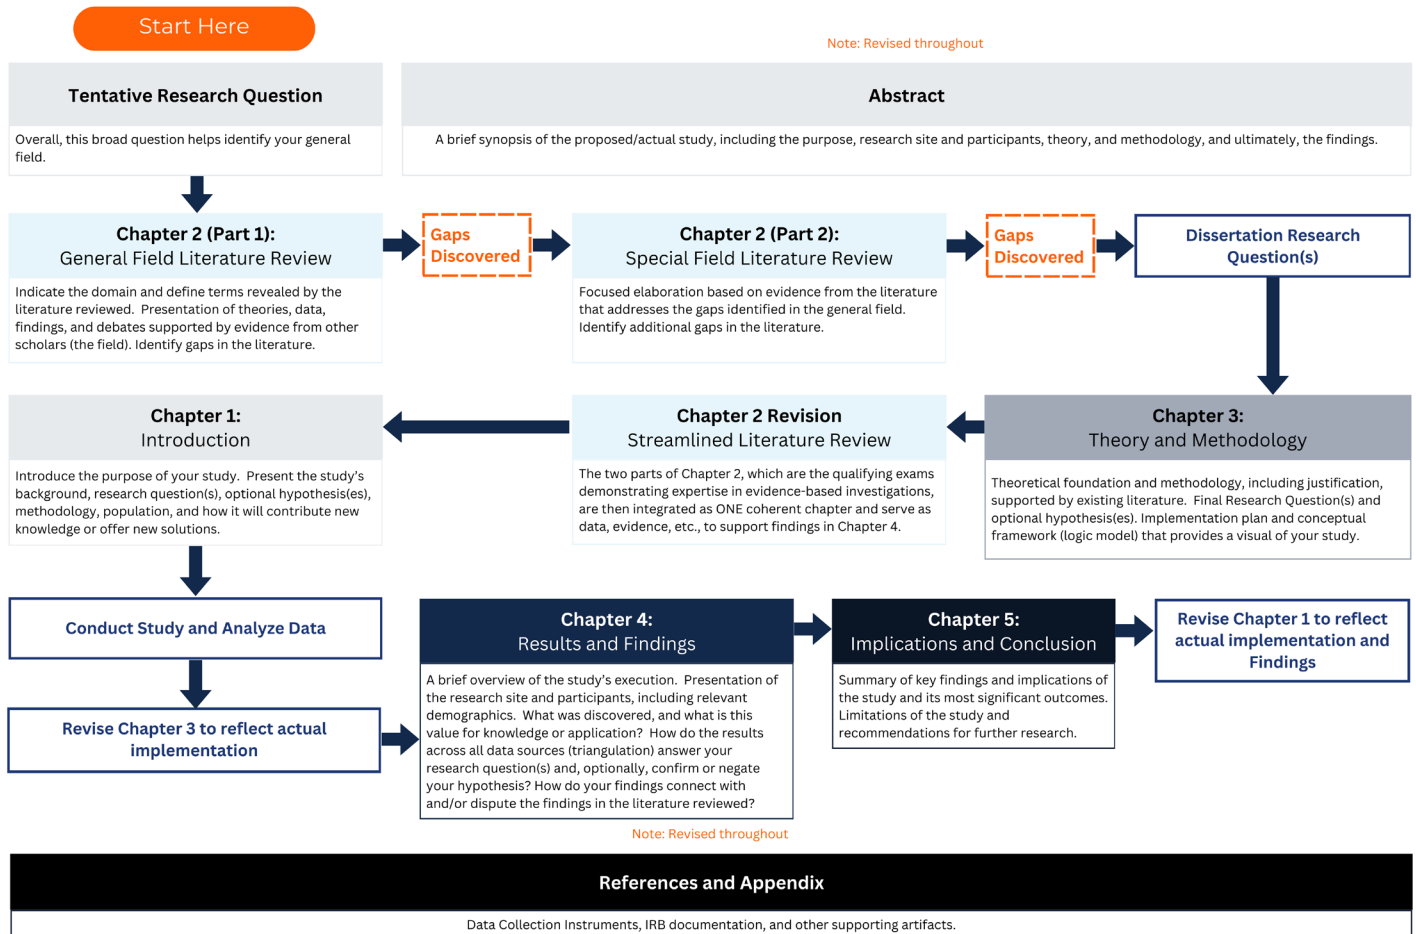 Start Here
Note: Revised throughout
Tentative Research Question
Overall, this broad question helps identify your general
field.
Abstract
A brief synopsis of the proposed/actual study, including the purpose, research site and participants, theory, and methodology, and ultimately, the findings.
Chapter 2 (Part 1):
General Field Literature Review
Indicate the domain and define terms revealed by the
literature reviewed.  Presentation of theories, data,
findings, and debates supported by evidence from other
scholars (the field). Identify gaps in the literature.
Gaps
Discovered
Chapter 2 (Part 2):
Special Field Literature Review
Focused elaboration based on evidence from the literature
that addresses the gaps identified in the general field.
Identify additional gaps in the literature.
Gaps
Discovered
Dissertation Research
Question(s)
Chapter 3:
Theory and Methodology
Theoretical foundation and methodology, including justification,
supported by existing literature.  Final Research Question(s) and
optional hypothesis(es). Implementation plan and conceptual
framework (logic model) that provides a visual of your study.
Chapter 2 Revision
Streamlined Literature Review
The two parts of Chapter 2, which are the qualifying exams
demonstrating expertise in evidence-based investigations,
are then integrated as ONE coherent chapter and serve as
data, evidence, etc., to support findings in Chapter 4.
Chapter 1:
Introduction
Introduce the purpose of your study.  Present the study's
background, research question(s), optional hypothesis(es),
methodology, population, and how it will contribute new
knowledge or offer new solutions.
Conduct Study and Analyze Data
Revise Chapter 3 to reflect actual
implementation
Chapter 4:
Results and Findings
A brief overview of the study's execution.  Presentation of
the research site and participants, including relevant
demographics.  What was discovered, and what is this
value for knowledge or application?  How do the results
across all data sources (triangulation) answer your
research question(s) and, optionally, confirm or negate
your hypothesis? How do your findings connect with
and/or dispute the findings in the literature reviewed?
Chapter 5:
Implications and Conclusion
Summary of key findings and implications of
the study and its most significant outcomes.
Limitations of the study and
recommendations for further research.
Revise Chapter 1 to reflect
actual implementation and
Findings
Note: Revised throughout
References and Appendix
Data Collection Instruments, IRB documentation, and other supporting artifacts.